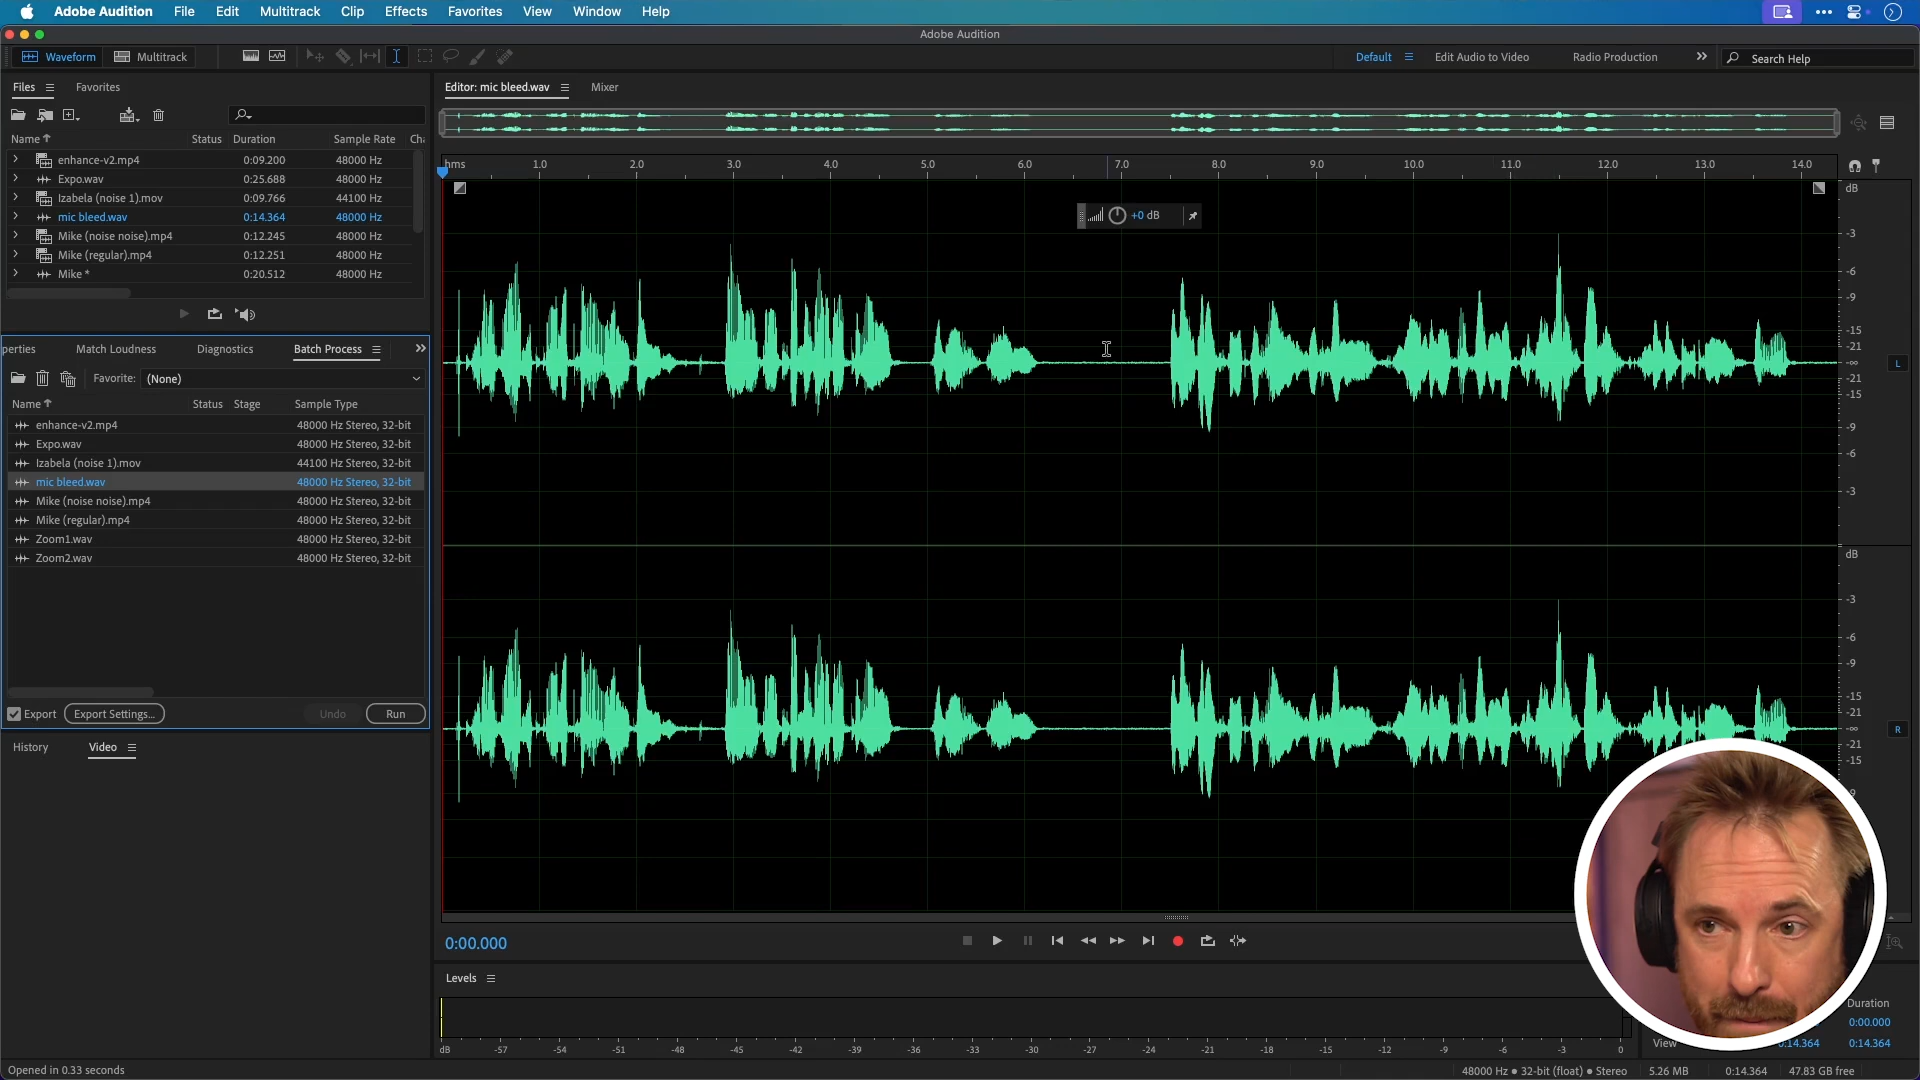 Adobe Audition File Edit Multitrack Clip Effects Favorites View Window Help
Adobe Audition
Waveform Multitrack Default Edit Audio to Video Radio Production Search Help
Files Favorites
Name Status Duration Sample Rate Ch
enhance-v2.mp4 0:09.200 48000 Hz
Expo.wav 0:25.688 48000 Hz
Izabela (noise 1).mov 0:09.766 44100 Hz
mic bleed.wav 0:14.364 48000 Hz
Mike (noise noise).mp4 0:12.245 48000 Hz
Mike (regular).mp4 0:12.251 48000 Hz
Mike * 0:20.512 48000 Hz
perties Match Loudness Diagnostics Batch Process
Favorite: (None)
Name Status Stage Sample Type
enhance-v2.mp4 48000 Hz Stereo, 32-bit
Expo.wav 48000 Hz Stereo, 32-bit
Izabela (noise 1).mov 44100 Hz Stereo, 32-bit
mic bleed.wav 48000 Hz Stereo, 32-bit
Mike (noise noise).mp4 48000 Hz Stereo, 32-bit
Mike (regular).mp4 48000 Hz Stereo, 32-bit
Zoom1.wav 48000 Hz Stereo, 32-bit
Zoom2.wav 48000 Hz Stereo, 32-bit
Export Export Settings... Undo Run
History Video
Editor: mic bleed.wav Mixer
hms 1.0 2.0 3.0 4.0 5.0 6.0 7.0 8.0 9.0 10.0 11.0 12.0 13.0 14.0
+0 dB
dB
-3
-6
-9
-15
-21
-∞
L
-21
-15
-9
-6
-3
dB
-3
-6
-9
-15
-21
-∞
R
-21
-15
-9
0:00.000
Levels
dB -57 -54 -51 -48 -45 -42 -39 -36 -33 -30 -27 -24 -21 -18 -15 -12 -9 -6 -3 0
Duration
0:00.000
View 0:14.364 0:14.364
Opened in 0.33 seconds
48000 Hz ● 32-bit (float) ● Stereo 5.26 MB 0:14.364 47.83 GB free